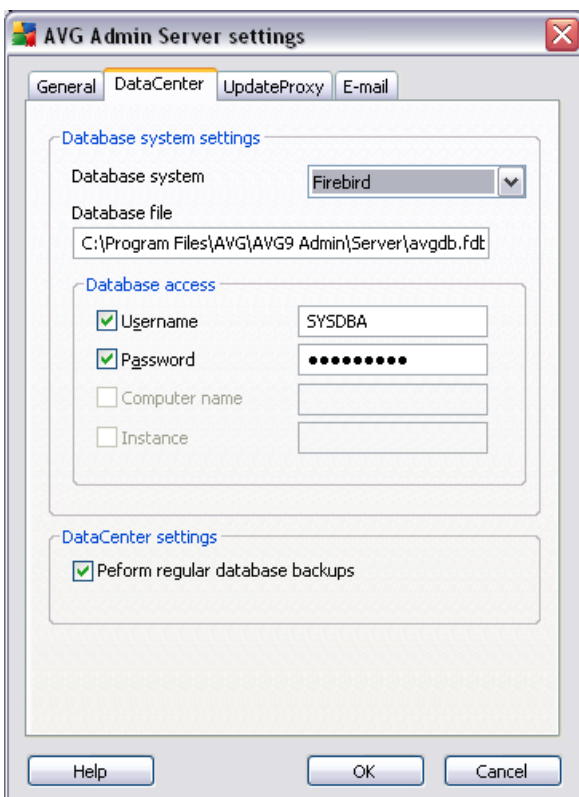 AVG Admin Server settings
General DataCenter UpdateProxy E-mail
Database system settings
Database system Firebird
Database file
C:\Program Files\AVG\AVG9 Admin\Server\avgdb.fdt
Database access
Username SYSDBA
Password ●●●●●●●●●
Computer name
Instance
DataCenter settings
Peform regular database backups
Help OK Cancel